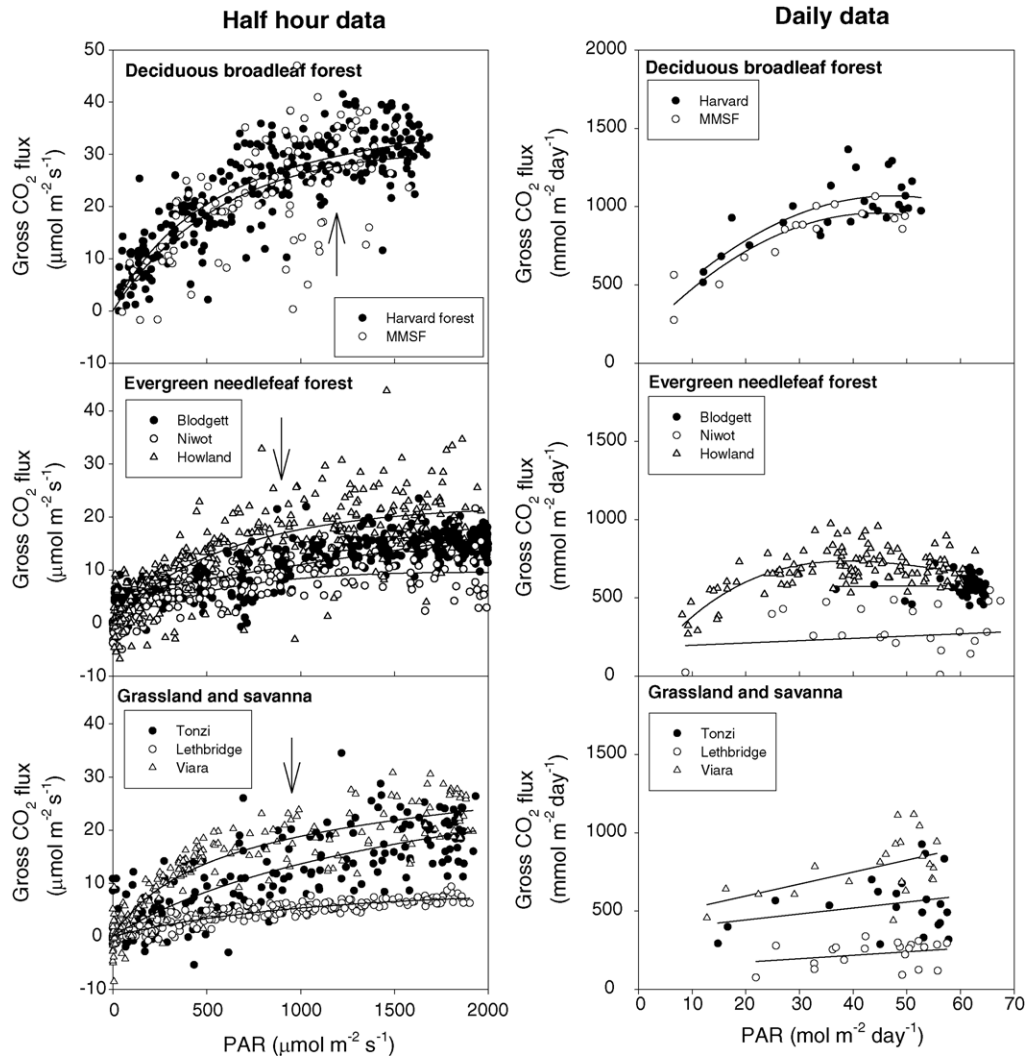 Half hour data
Daily data
Gross CO2 flux
(μmol m-2 s-1)
50
40
30
20
10
0
-10
Deciduous broadleaf forest
Harvard forest
MMSF
Gross CO2 flux
(mmol m-2 day-1)
2000
1500
1000
500
0
Deciduous broadleaf forest
Harvard
MMSF
Gross CO2 flux
(μmol m-2 s-1)
40
30
20
10
0
-10
Evergreen needlefeaf forest
Blodgett
Niwot
Howland
Gross CO2 flux
(mmol m-2 day-1)
1500
1000
500
0
Evergreen needlefeaf forest
Blodgett
Niwot
Howland
Gross CO2 flux
(μmol m-2 s-1)
40
30
20
10
0
-10
Grassland and savanna
Tonzi
Lethbridge
Viara
0 500 1000 1500 2000
PAR (μmol m-2 s-1)
Gross CO2 flux
(mmol m-2 day-1)
1500
1000
500
0
Grassland and savanna
Tonzi
Lethbridge
Viara
0 10 20 30 40 50 60 70
PAR (mol m-2 day-1)